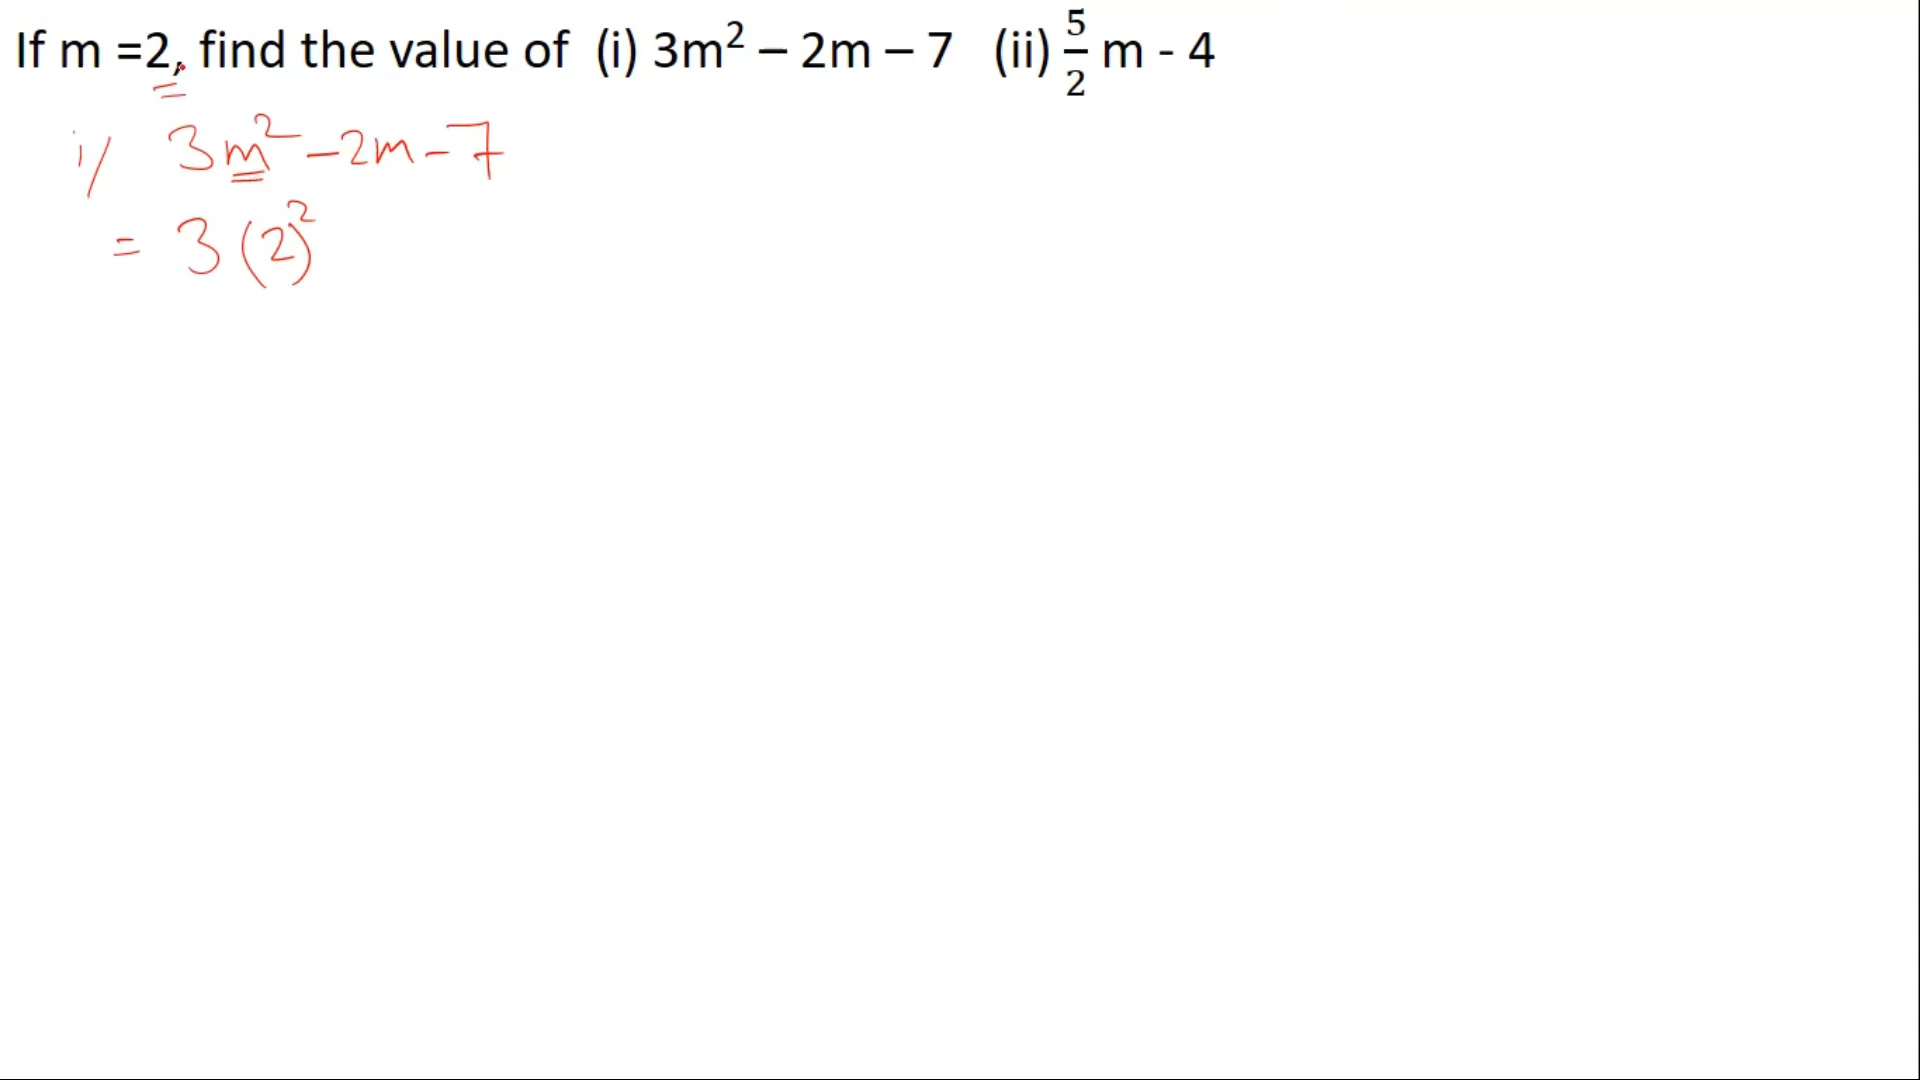 If m =2, find the value of (i) 3m² – 2m – 7 (ii) 5/2 m - 4
i/ 3m² - 2m - 7
= 3 (2)²